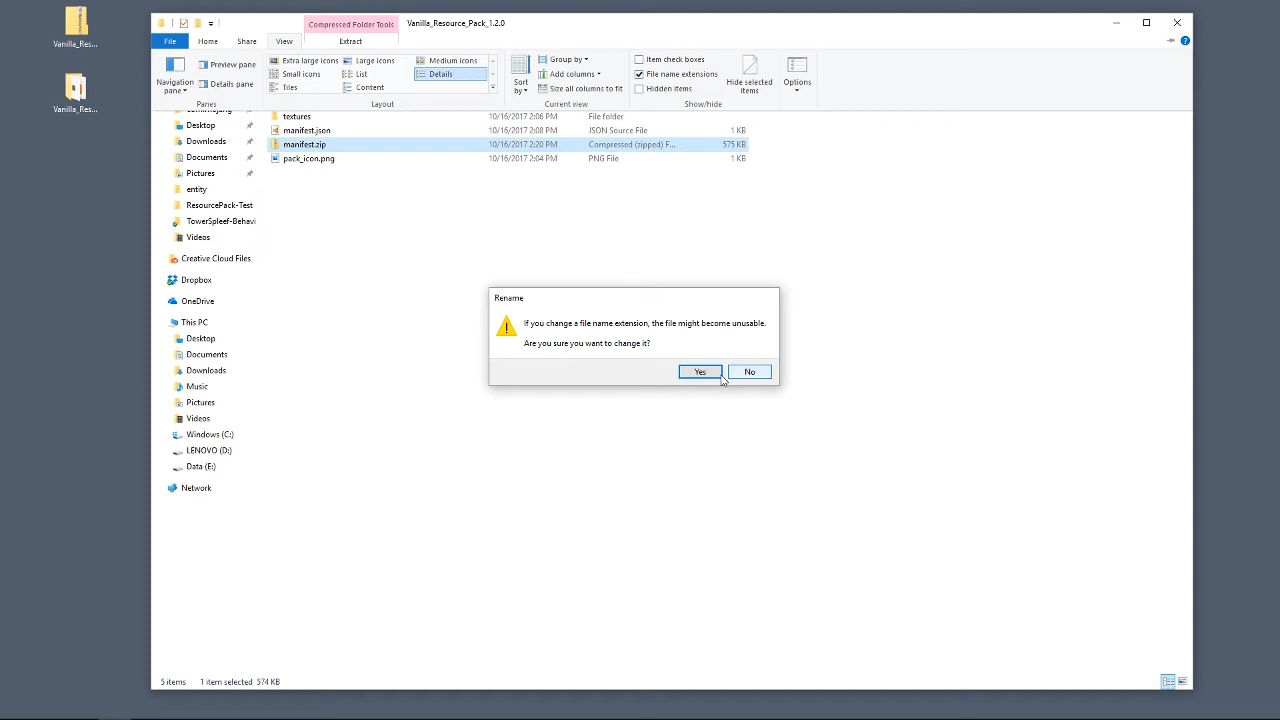 Vanilla_Res...
Vanilla_Res...
Compressed Folder Tools
Vanilla_Resource_Pack_1.2.0
File
Home
Share
View
Extract
Navigation pane
Preview pane
Details pane
Panes
Extra large icons
Large icons
Medium icons
Small icons
List
Details
Tiles
Content
Layout
Sort by
Group by
Add columns
Size all columns to fit
Current view
Item check boxes
File name extensions
Hidden items
Hide selected items
Show/hide
Options
Desktop
Downloads
Documents
Pictures
entity
ResourcePack-Test
TowerSpleef-Behavi
Videos
Creative Cloud Files
Dropbox
OneDrive
This PC
Desktop
Documents
Downloads
Music
Pictures
Videos
Windows (C:)
LENOVO (D:)
Data (E:)
Network
textures 10/16/2017 2:06 PM File folder
manifest.json 10/16/2017 2:08 PM JSON Source File 1 KB
manifest.zip 10/16/2017 2:20 PM Compressed (zipped) F... 575 KB
pack_icon.png 10/16/2017 2:04 PM PNG File 1 KB
Rename
If you change a file name extension, the file might become unusable.
Are you sure you want to change it?
Yes
No
5 items 1 item selected 574 KB